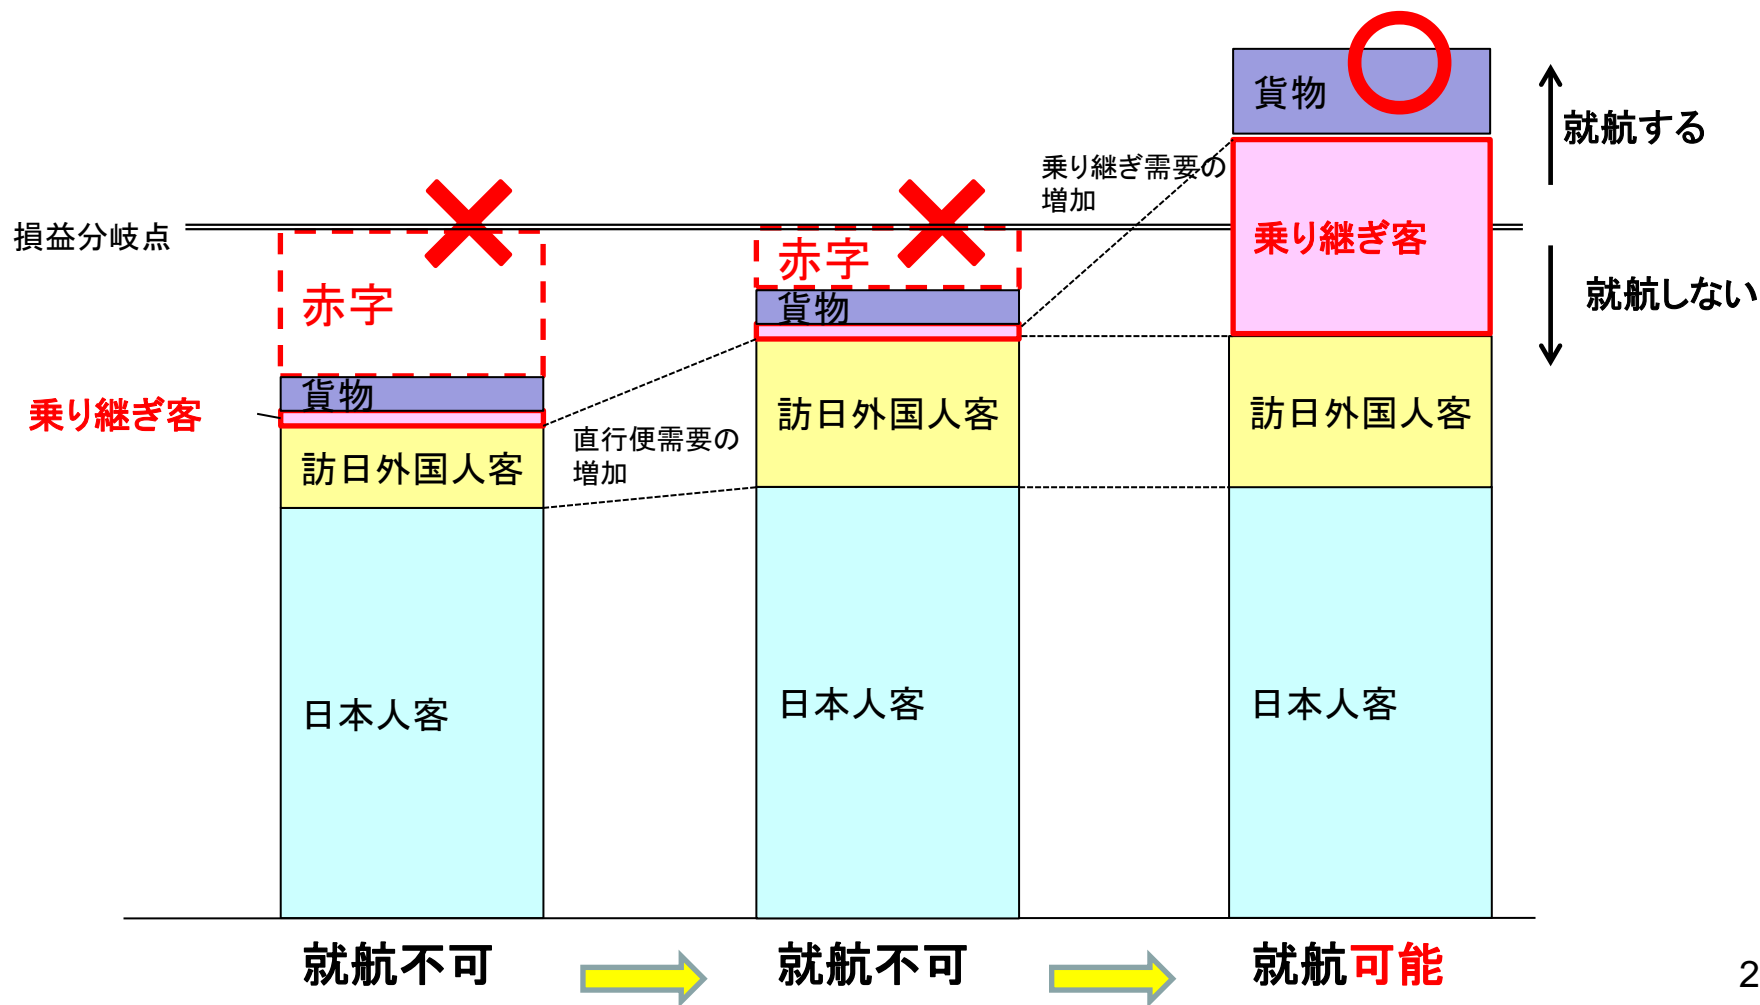 損益分岐点
赤字
貨物
乗り継ぎ客
訪日外国人客
日本人客
就航不可
直行便需要の
増加
赤字
貨物
訪日外国人客
日本人客
就航不可
乗り継ぎ需要の
増加
貨物
乗り継ぎ客
訪日外国人客
日本人客
就航可能
就航する
就航しない
2